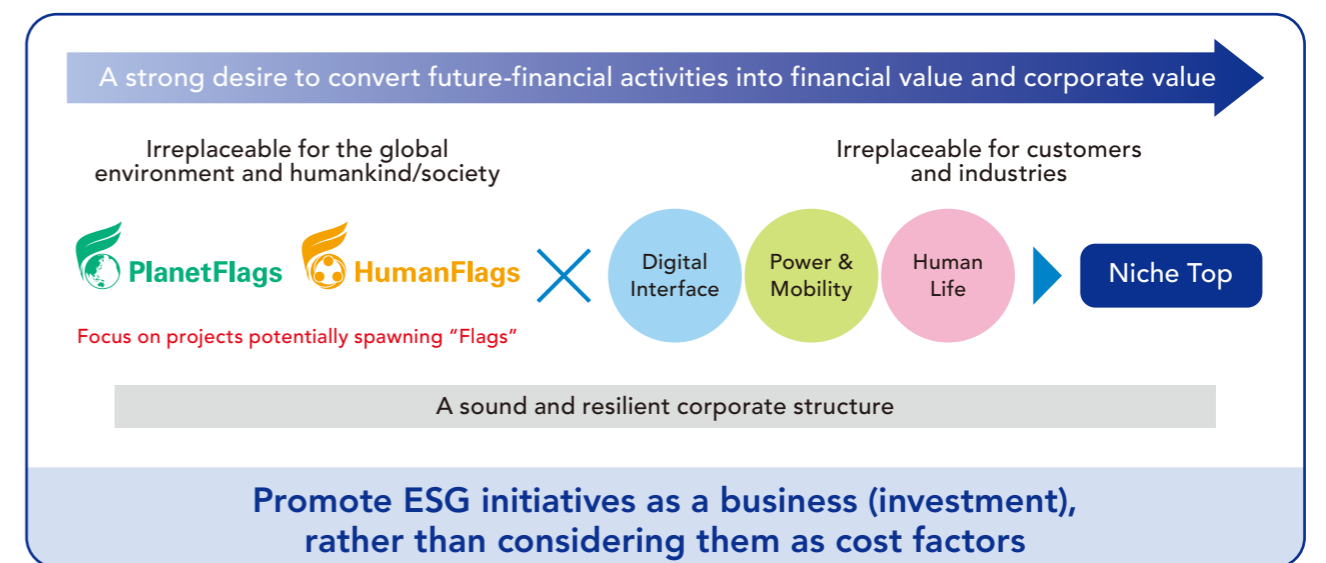 A strong desire to convert future-financial activities into financial value and corporate value
Irreplaceable for the global
environment and humankind/society
Irreplaceable for customers
and industries
PlanetFlags
HumanFlags
Digital
Interface
Power &
Mobility
Human
Life
Niche Top
Focus on projects potentially spawning “Flags”
A sound and resilient corporate structure
Promote ESG initiatives as a business (investment),
rather than considering them as cost factors